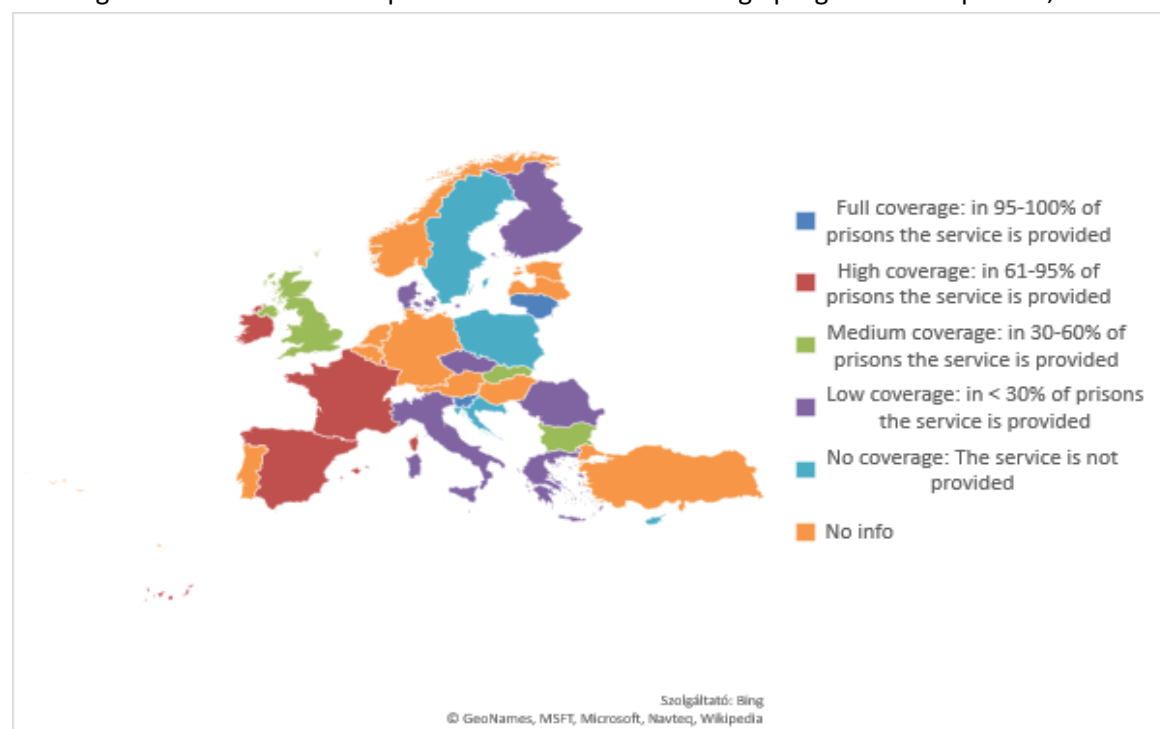 Full coverage: in 95-100% of
prisons the service is provided
High coverage: in 61-95% of
prisons the service is provided
Medium coverage: in 30-60% of
prisons the service is provided
Low coverage: in < 30% of prisons
the service is provided
No coverage: The service is not
provided
No info
Szolgáltató: Bing
© GeoNames, MSFT, Microsoft, Navteq, Wikipedia